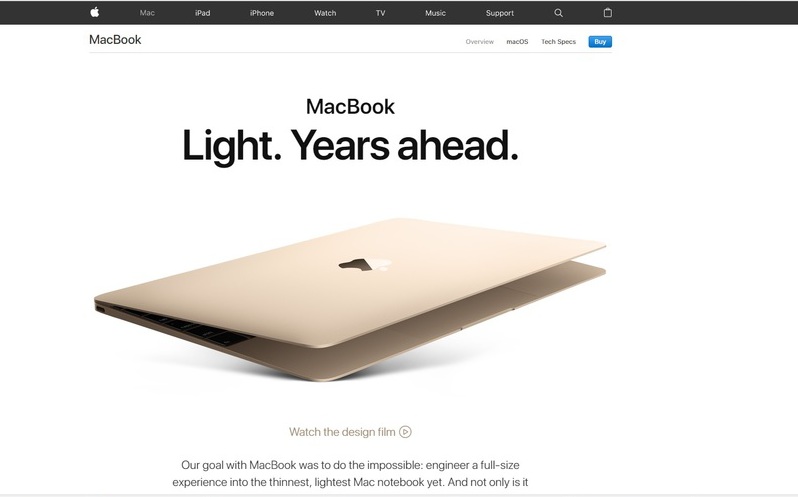 Mac iPad iPhone Watch TV Music Support
MacBook
Overview macOS Tech Specs Buy
MacBook
Light. Years ahead.
Watch the design film
Our goal with MacBook was to do the impossible: engineer a full-size
experience into the thinnest, lightest Mac notebook yet. And not only is it